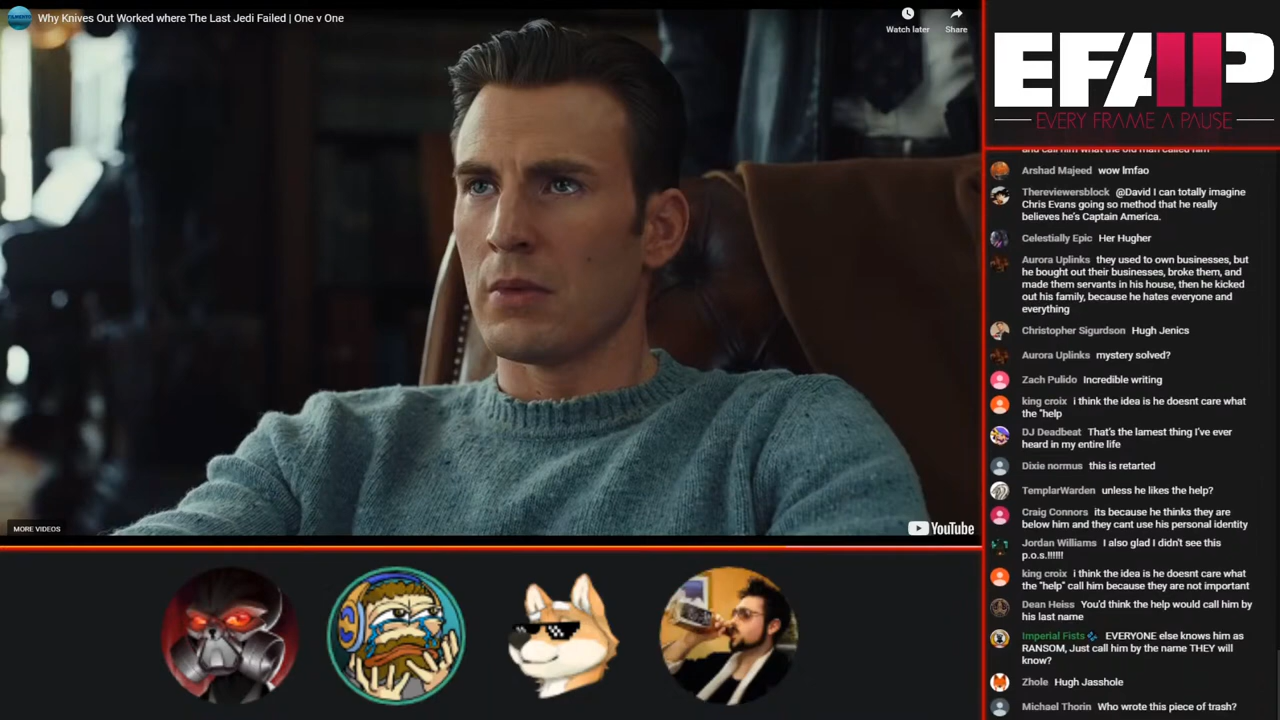 Why Knives Out Worked where The Last Jedi Failed | One v One
Watch later
Share
MORE VIDEOS
YouTube
EFAP
EVERY FRAME A PAUSE
and call him what the old man called him
Arshad Majeed wow lmfao
Thereviewersblock @David I can totally imagine
Chris Evans going so method that he really
believes he's Captain America.
Celestially Epic Her Hugher
Aurora Uplinks they used to own businesses, but
he bought out their businesses, broke them, and
made them servants in his house, then he kicked
out his family, because he hates everyone and
everything
Christopher Sigurdson Hugh Jenics
Aurora Uplinks mystery solved?
Zach Pulido Incredible writing
king croix i think the idea is he doesnt care what
the "help
DJ Deadbeat That's the lamest thing I've ever
heard in my entire life
Dixie normus this is retarted
TemplarWarden unless he likes the help?
Craig Connors its because he thinks they are
below him and they cant use his personal identity
Jordan Williams I also glad I didn't see this
p.o.s.!!!!!!
king croix i think the idea is he doesnt care what
the "help" call him because they are not important
Dean Heiss You'd think the help would call him by
his last name
Imperial Fists EVERYONE else knows him as
RANSOM, Just call him by the name THEY will
know?
Zhole Hugh Jasshole
Michael Thorin Who wrote this piece of trash?